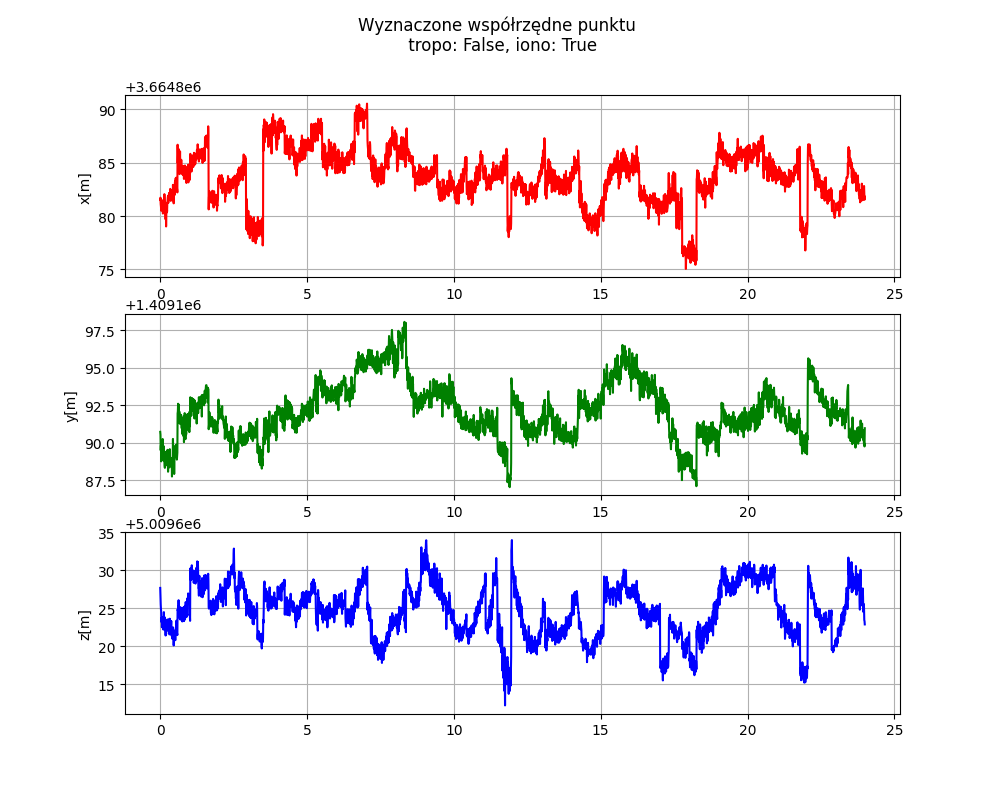 Wyznaczone współrzędne punktu
tropo: False, iono: True
+3.6648e6
90
85
80
75
x[m]
0 5 10 15 20 25
+1.4091e6
97.5
95.0
92.5
90.0
87.5
y[m]
0 5 10 15 20 25
+5.0096e6
35
30
25
20
15
z[m]
0 5 10 15 20 25